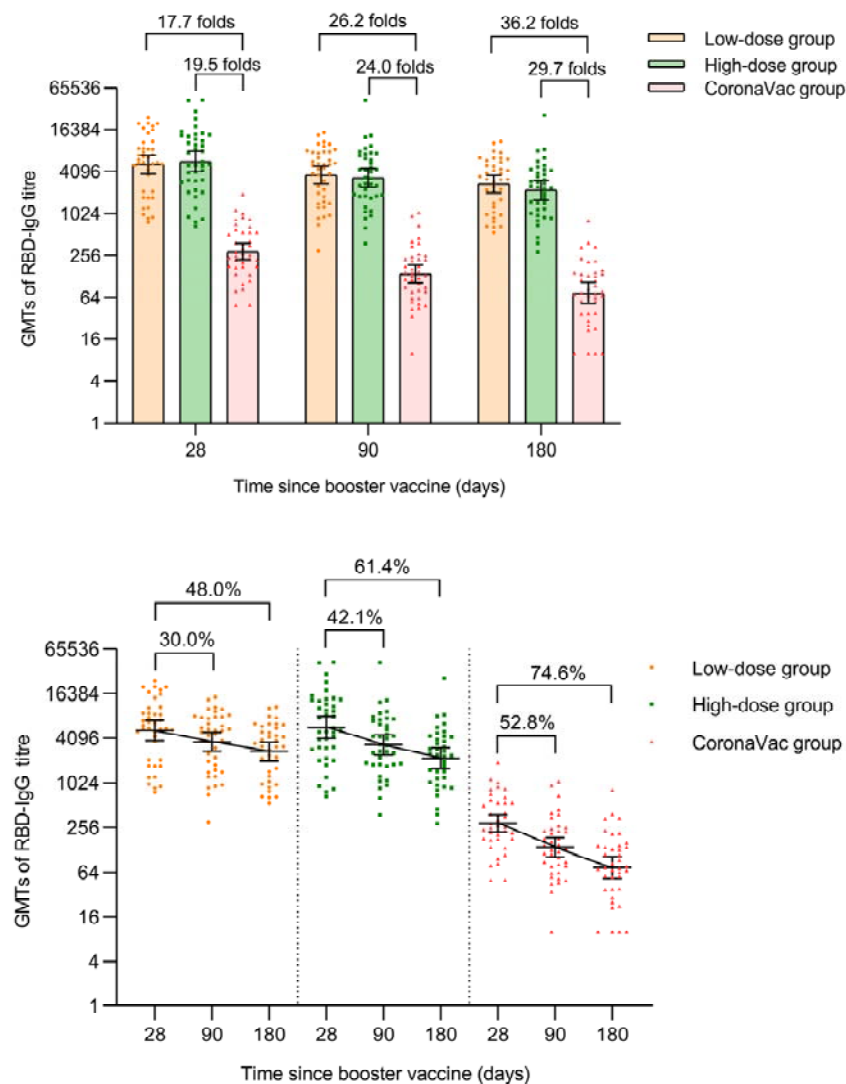 17.7 folds
26.2 folds
36.2 folds
19.5 folds
24.0 folds
29.7 folds
Low-dose group
High-dose group
CoronaVac group
GMTs of RBD-IgG titre
65536
16384
4096
1024
256
64
16
4
1
28
90
180
Time since booster vaccine (days)
48.0%
30.0%
61.4%
42.1%
74.6%
52.8%
Low-dose group
High-dose group
CoronaVac group
GMTs of RBD-IgG titre
65536
16384
4096
1024
256
64
16
4
1
28 90 180 28 90 180 28 90 180
Time since booster vaccine (days)